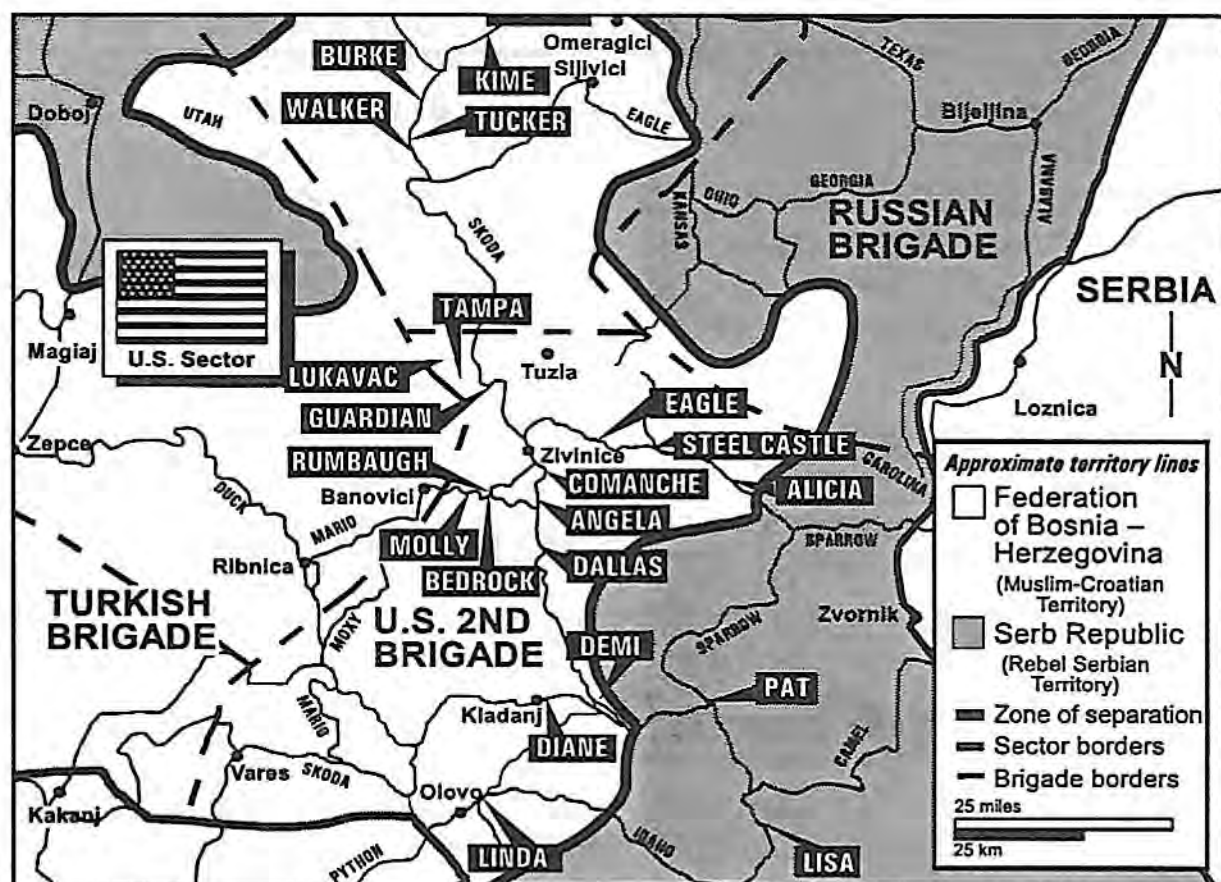 BURKE
KIME
Omeragici
Siljvici
TEXAS
GEORGIA
Doboj
UTAH
WALKER
TUCKER
EAGLE
Bijeljina
KANSAS
OHIO
GEORGIA
ALABAMA
RUSSIAN
BRIGADE
SKODA
SERBIA
N
U.S. Sector
Magiaj
TAMPA
LUKAVAC
Tuzla
GUARDIAN
EAGLE
Loznica
Zepce
STEEL CASTLE
Zivinice
RUMBAUGH
COMANCHE
ALICIA
CAROLINA
DUCK
Banovici
MARIO
ANGELA
SPARROW
MOLLY
BEDROCK
DALLAS
Ribnica
TURKISH
BRIGADE
MOXY
U.S. 2ND
BRIGADE
DEMI
SPARROW
Zvornik
PAT
MARIO
Kladanj
DIANE
CAMEL
Vares
SKODA
Olovo
Kakanj
PYTHON
LINDA
IDAHO
LISA
Approximate territory lines
Federation
of Bosnia –
Herzegovina
(Muslim-Croatian
Territory)
Serb Republic
(Rebel Serbian
Territory)
Zone of separation
Sector borders
Brigade borders
25 miles
25 km